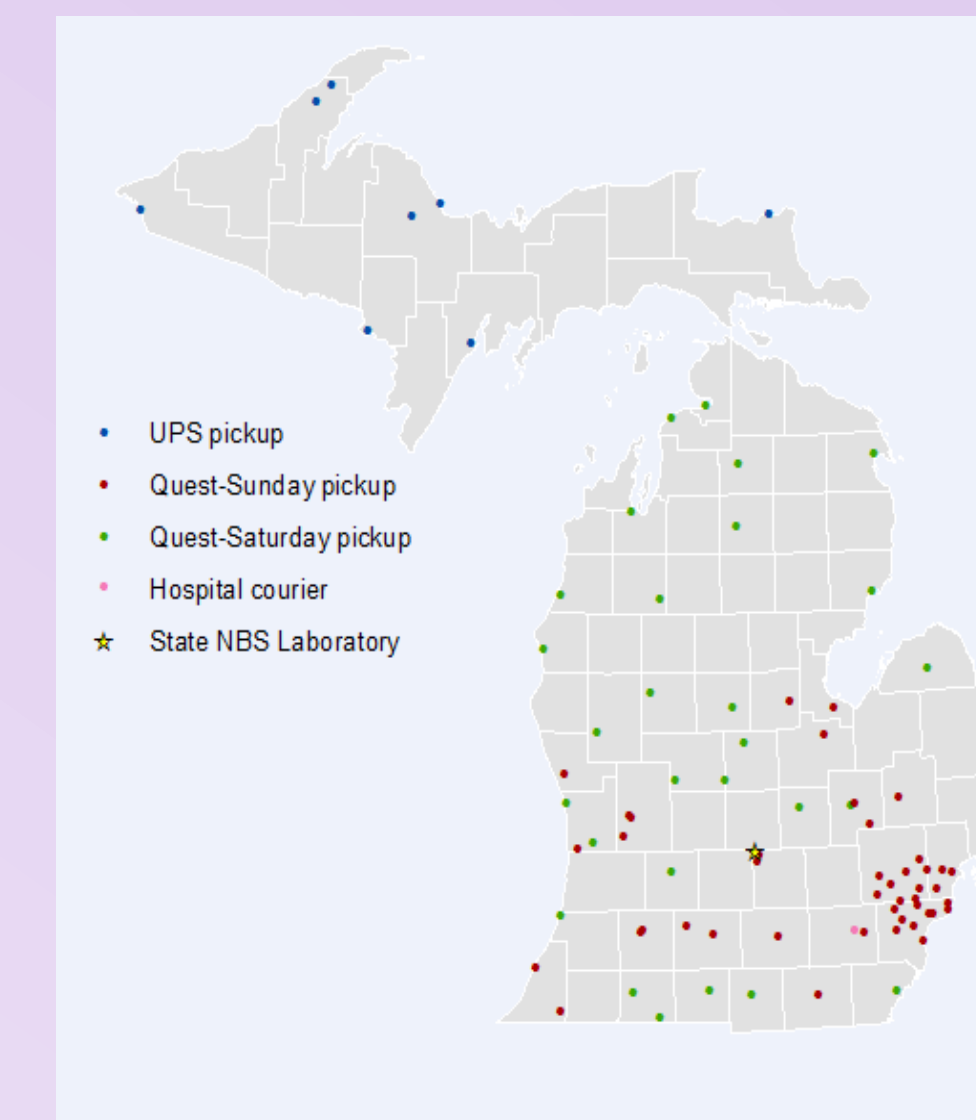 UPS pickup
Quest-Sunday pickup
Quest-Saturday pickup
Hospital courier
State NBS Laboratory